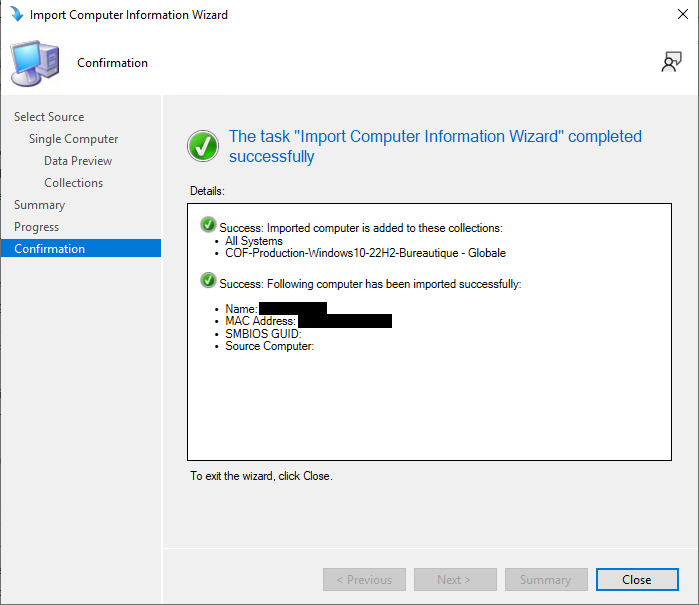 Import Computer Information Wizard
Confirmation
Select Source
Single Computer
Data Preview
Collections
Summary
Progress
Confirmation
The task "Import Computer Information Wizard" completed
successfully
Details:
Success: Imported computer is added to these collections:
• All Systems
• COF-Production-Windows10-22H2-Bureautique - Globale
Success: Following computer has been imported successfully:
• Name:
• MAC Address:
• SMBIOS GUID:
• Source Computer:
To exit the wizard, click Close.
< Previous
Next >
Summary
Close